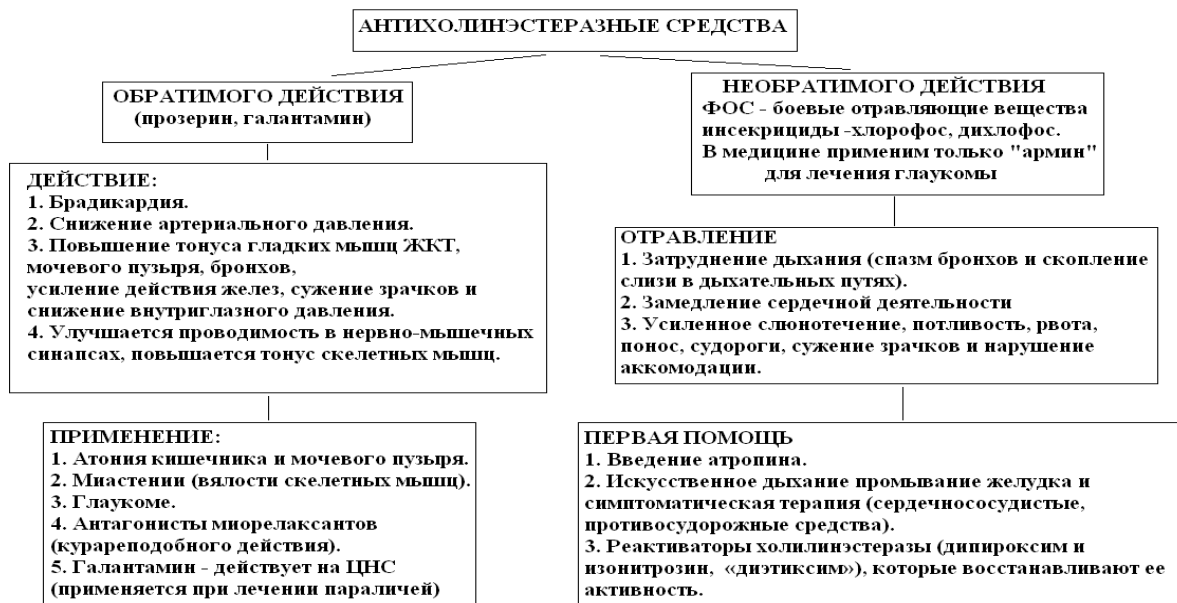 АНТИХОЛИНЭСТЕРАЗНЫЕ СРЕДСТВА
ОБРАТИМОГО ДЕЙСТВИЯ
(прозерин, галантамин)
ДЕЙСТВИЕ:
1. Брадикардия.
2. Снижение артериального давления.
3. Повышение тонуса гладких мышц ЖКТ,
мочевого пузыря, бронхов,
усиление действия желез, сужение зрачков и
снижение внутриглазного давления.
4. Улучшается проводимость в нервно-мышечных
синапсах, повышается тонус скелетных мышц.
ПРИМЕНЕНИЕ:
1. Атония кишечника и мочевого пузыря.
2. Миастении (вялости скелетных мышц).
3. Глаукоме.
4. Антагонисты миорелаксантов
(курареподобного действия).
5. Галантамин - действует на ЦНС
(применяется при лечении параличей)
НЕОБРАТИМОГО ДЕЙСТВИЯ
ФОС - боевые отравляющие вещества
инсекрициды -хлорофос, дихлофос.
В медицине применим только "армин"
для лечения глаукомы
ОТРАВЛЕНИЕ
1. Затруднение дыхания (спазм бронхов и скопление
слизи в дыхательных путях).
2. Замедление сердечной деятельности
3. Усиленное слюнотечение, потливость, рвота,
понос, судороги, сужение зрачков и нарушение
аккомодации.
ПЕРВАЯ ПОМОЩЬ
1. Введение атропина.
2. Искусственное дыхание промывание желудка и
симптоматическая терапия (сердечнососудистые,
противосудорожные средства).
3. Реактиваторы холилинэстеразы (дипироксим и
изонитрозин, «диэтиксим»), которые восстанавливают ее
активность.